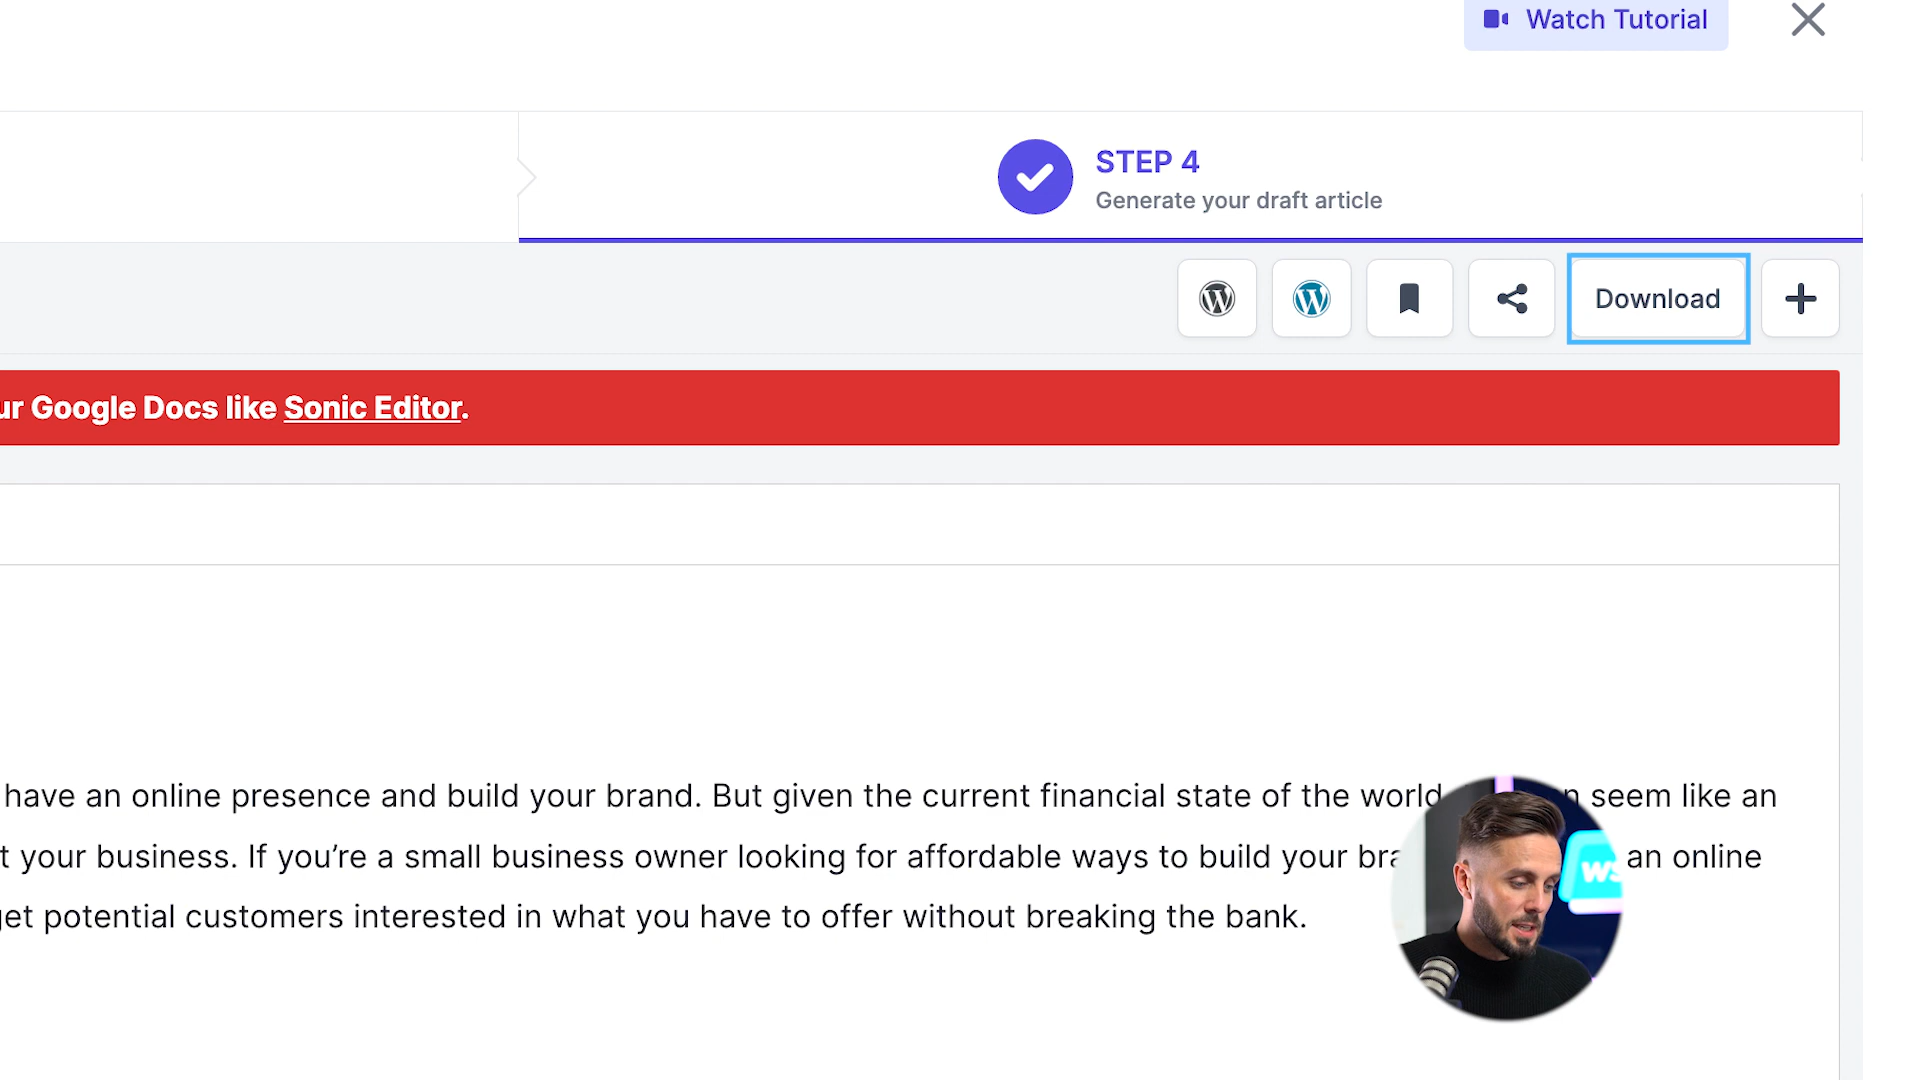 Watch Tutorial
STEP 4
Generate your draft article
Download
ur Google Docs like Sonic Editor.
have an online presence and build your brand. But given the current financial state of the world seem like an
t your business. If you’re a small business owner looking for affordable ways to build your bra an online
get potential customers interested in what you have to offer without breaking the bank.
ws